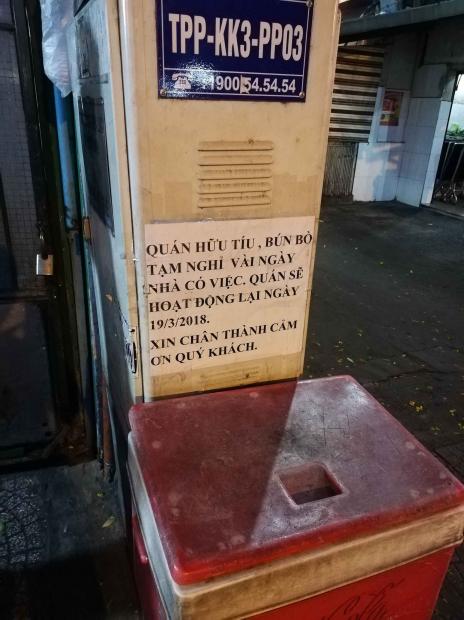 TPP-KK3-PP03
☎ 1900 54.54.54
QUÁN HỮU TÍU , BÚN BÒ
TẠM NGHỈ VÀI NGÀY
NHÀ CÓ VIỆC. QUÁN SẼ
HOẠT ĐỘNG LẠI NGÀY
19/3/2018.
XIN CHÂN THÀNH CẢM
ƠN QUÝ KHÁCH.